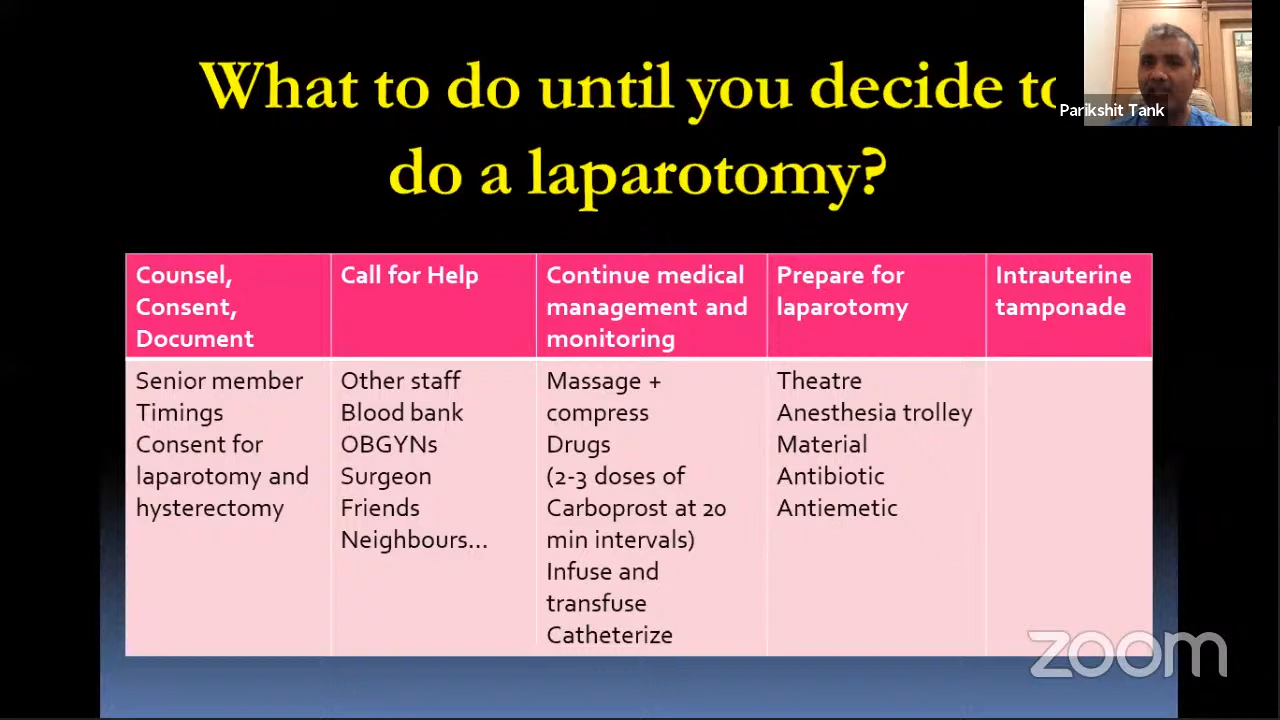 What to do until you decide to
do a laparotomy?
Parikshit Tank
Counsel,
Consent,
Document
Call for Help
Continue medical
management and
monitoring
Prepare for
laparotomy
Intrauterine
tamponade
Senior member
Timings
Consent for
laparotomy and
hysterectomy
Other staff
Blood bank
OBGYNs
Surgeon
Friends
Neighbours...
Massage +
compress
Drugs
(2-3 doses of
Carboprost at 20
min intervals)
Infuse and
transfuse
Catheterize
Theatre
Anesthesia trolley
Material
Antibiotic
Antiemetic
zoom